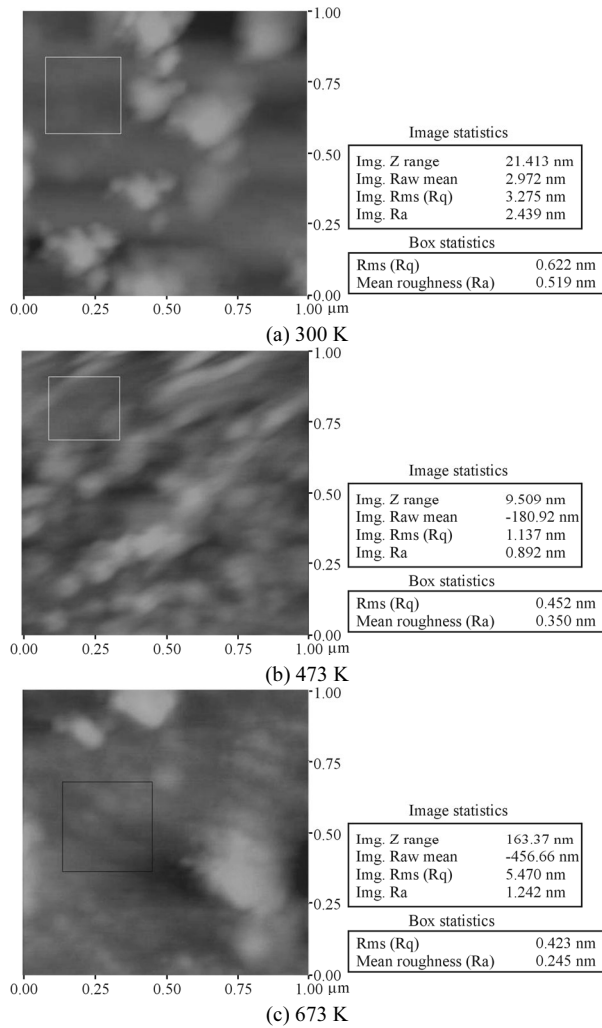 1.00
0.75
0.50
0.25
0.00
0.00 0.25 0.50 0.75 1.00 μm
Image statistics
Img. Z range 21.413 nm
Img. Raw mean 2.972 nm
Img. Rms (Rq) 3.275 nm
Img. Ra 2.439 nm
Box statistics
Rms (Rq) 0.622 nm
Mean roughness (Ra) 0.519 nm
(a) 300 K
1.00
0.75
0.50
0.25
0.00
0.00 0.25 0.50 0.75 1.00 μm
Image statistics
Img. Z range 9.509 nm
Img. Raw mean -180.92 nm
Img. Rms (Rq) 1.137 nm
Img. Ra 0.892 nm
Box statistics
Rms (Rq) 0.452 nm
Mean roughness (Ra) 0.350 nm
(b) 473 K
1.00
0.75
0.50
0.25
0.00
0.00 0.25 0.50 0.75 1.00 μm
Image statistics
Img. Z range 163.37 nm
Img. Raw mean -456.66 nm
Img. Rms (Rq) 5.470 nm
Img. Ra 1.242 nm
Box statistics
Rms (Rq) 0.423 nm
Mean roughness (Ra) 0.245 nm
(c) 673 K